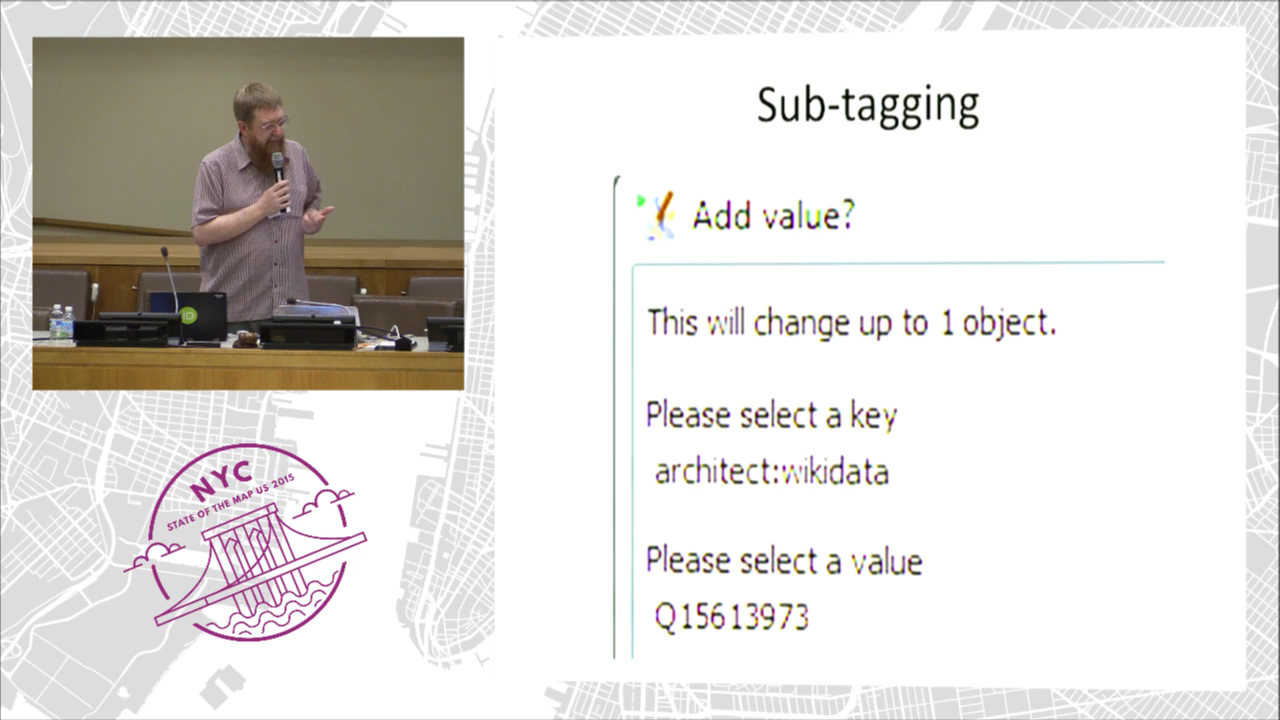 Sub-tagging
Add value?
This will change up to 1 object.
Please select a key
architect:wikidata
Please select a value
Q15613973
iD
NYC
STATE OF THE MAP US 2015